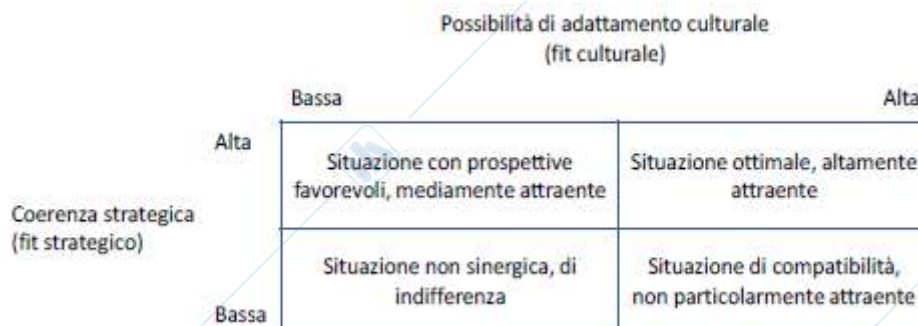 Possibilità di adattamento culturale
(fit culturale)
Bassa Alta
Alta
Situazione con prospettive
favorevoli, mediamente attraente
Situazione ottimale, altamente
attraente
Coerenza strategica
(fit strategico)
Situazione non sinergica, di
indifferenza
Situazione di compatibilità,
non particolarmente attraente
Bassa